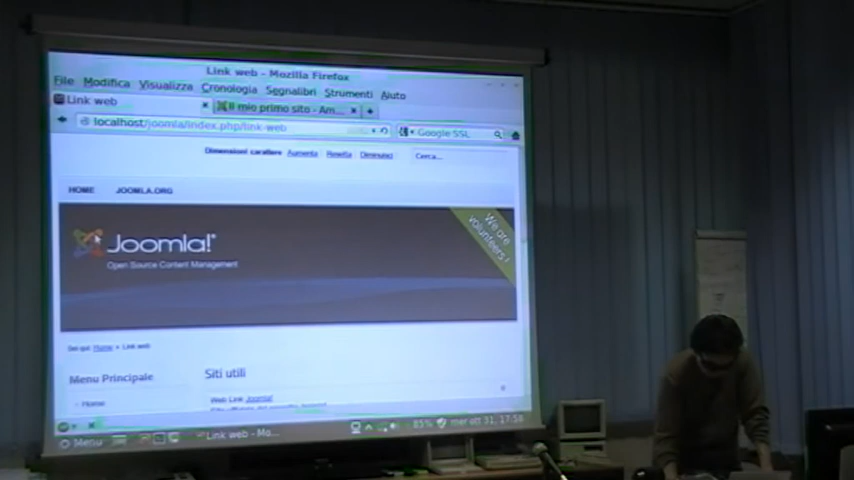 Link web - Mozilla Firefox
File Modifica Visualizza Cronologia Segnalibri Strumenti Aiuto
Link web Il mio primo sito - Am...
localhost/joomla/index.php/link-web Google SSL
Dimensioni carattere Aumenta Resetta Diminuisci Cerca...
HOME JOOMLA.ORG
Joomla!®
Open Source Content Management
We are
Volunteers!
Sei qui: Home Link web
Menu Principale Siti utili
Home Web Link Joomla!
Menu Link web - Mo... 85% mer ott 31, 17:58